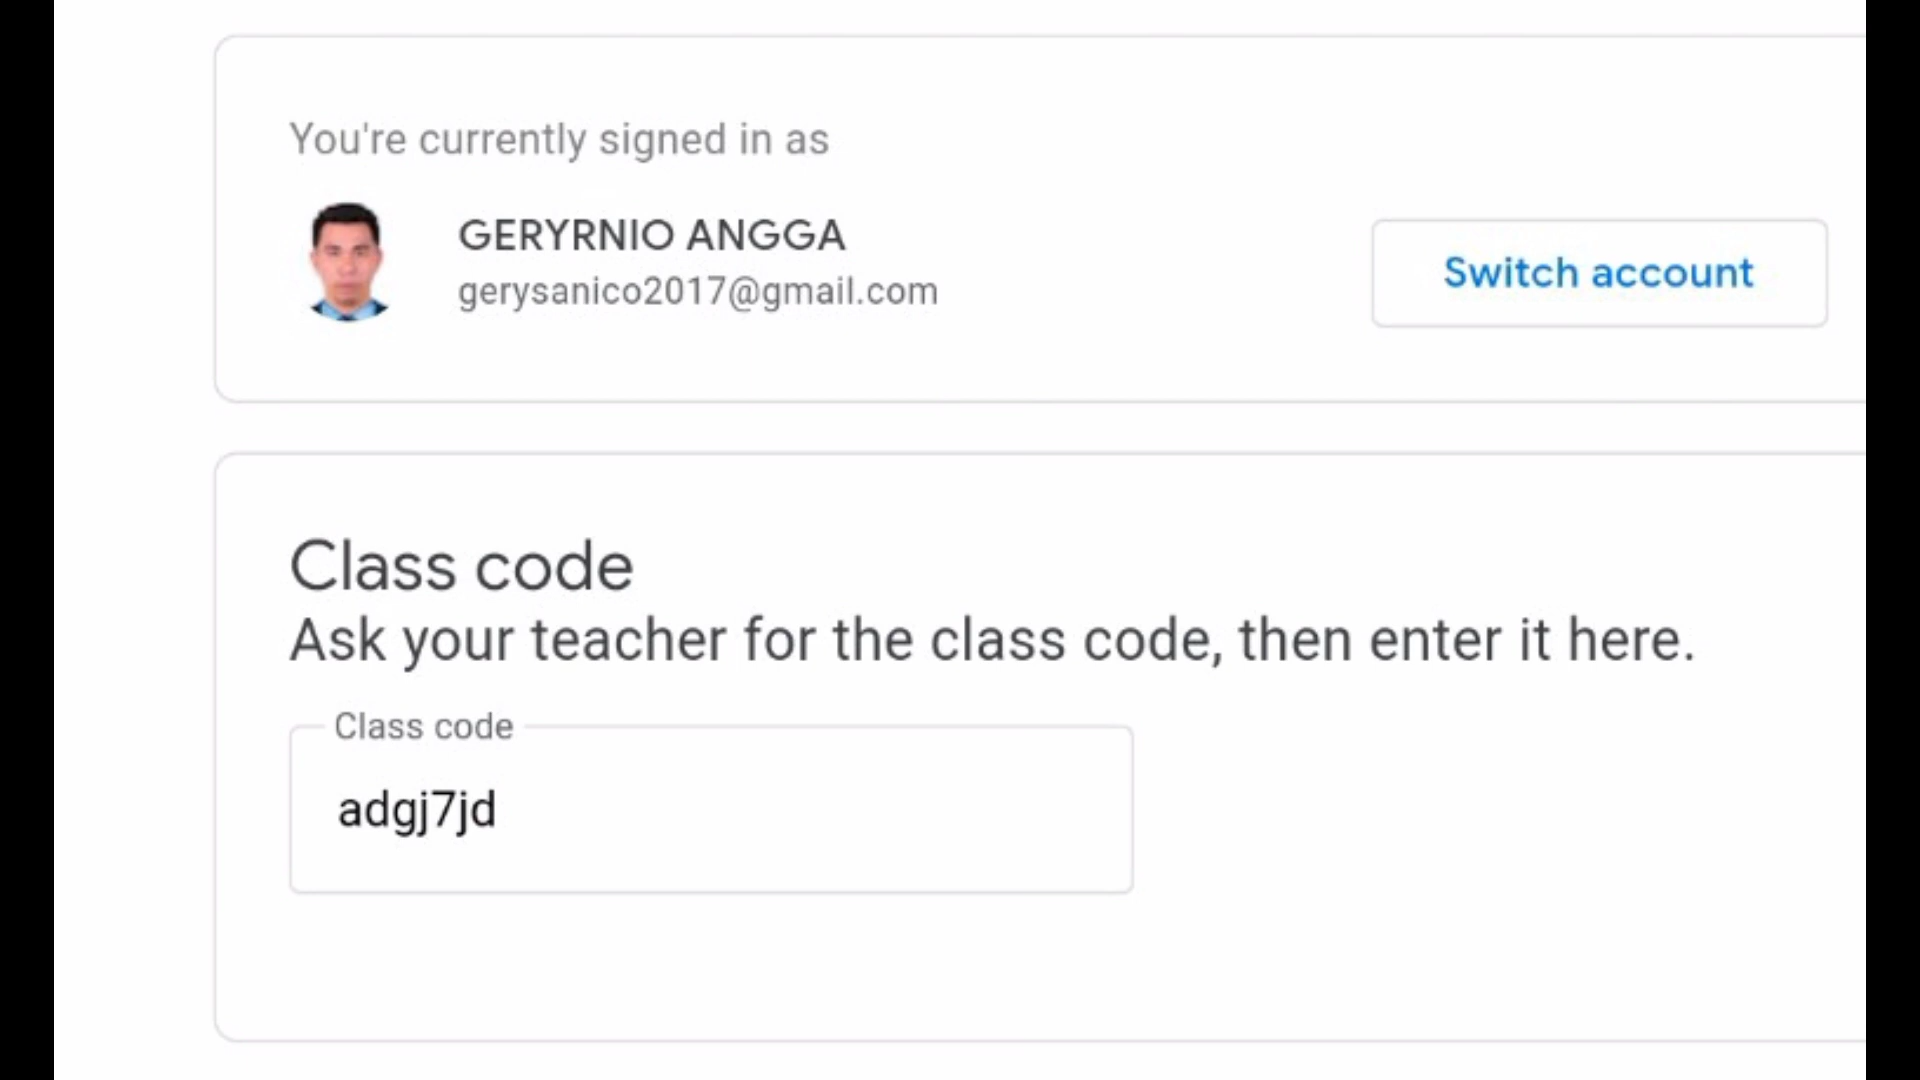 You're currently signed in as
GERYRNIO ANGGA
gerysanico2017@gmail.com
Switch account
Class code
Ask your teacher for the class code, then enter it here.
Class code
adgj7jd